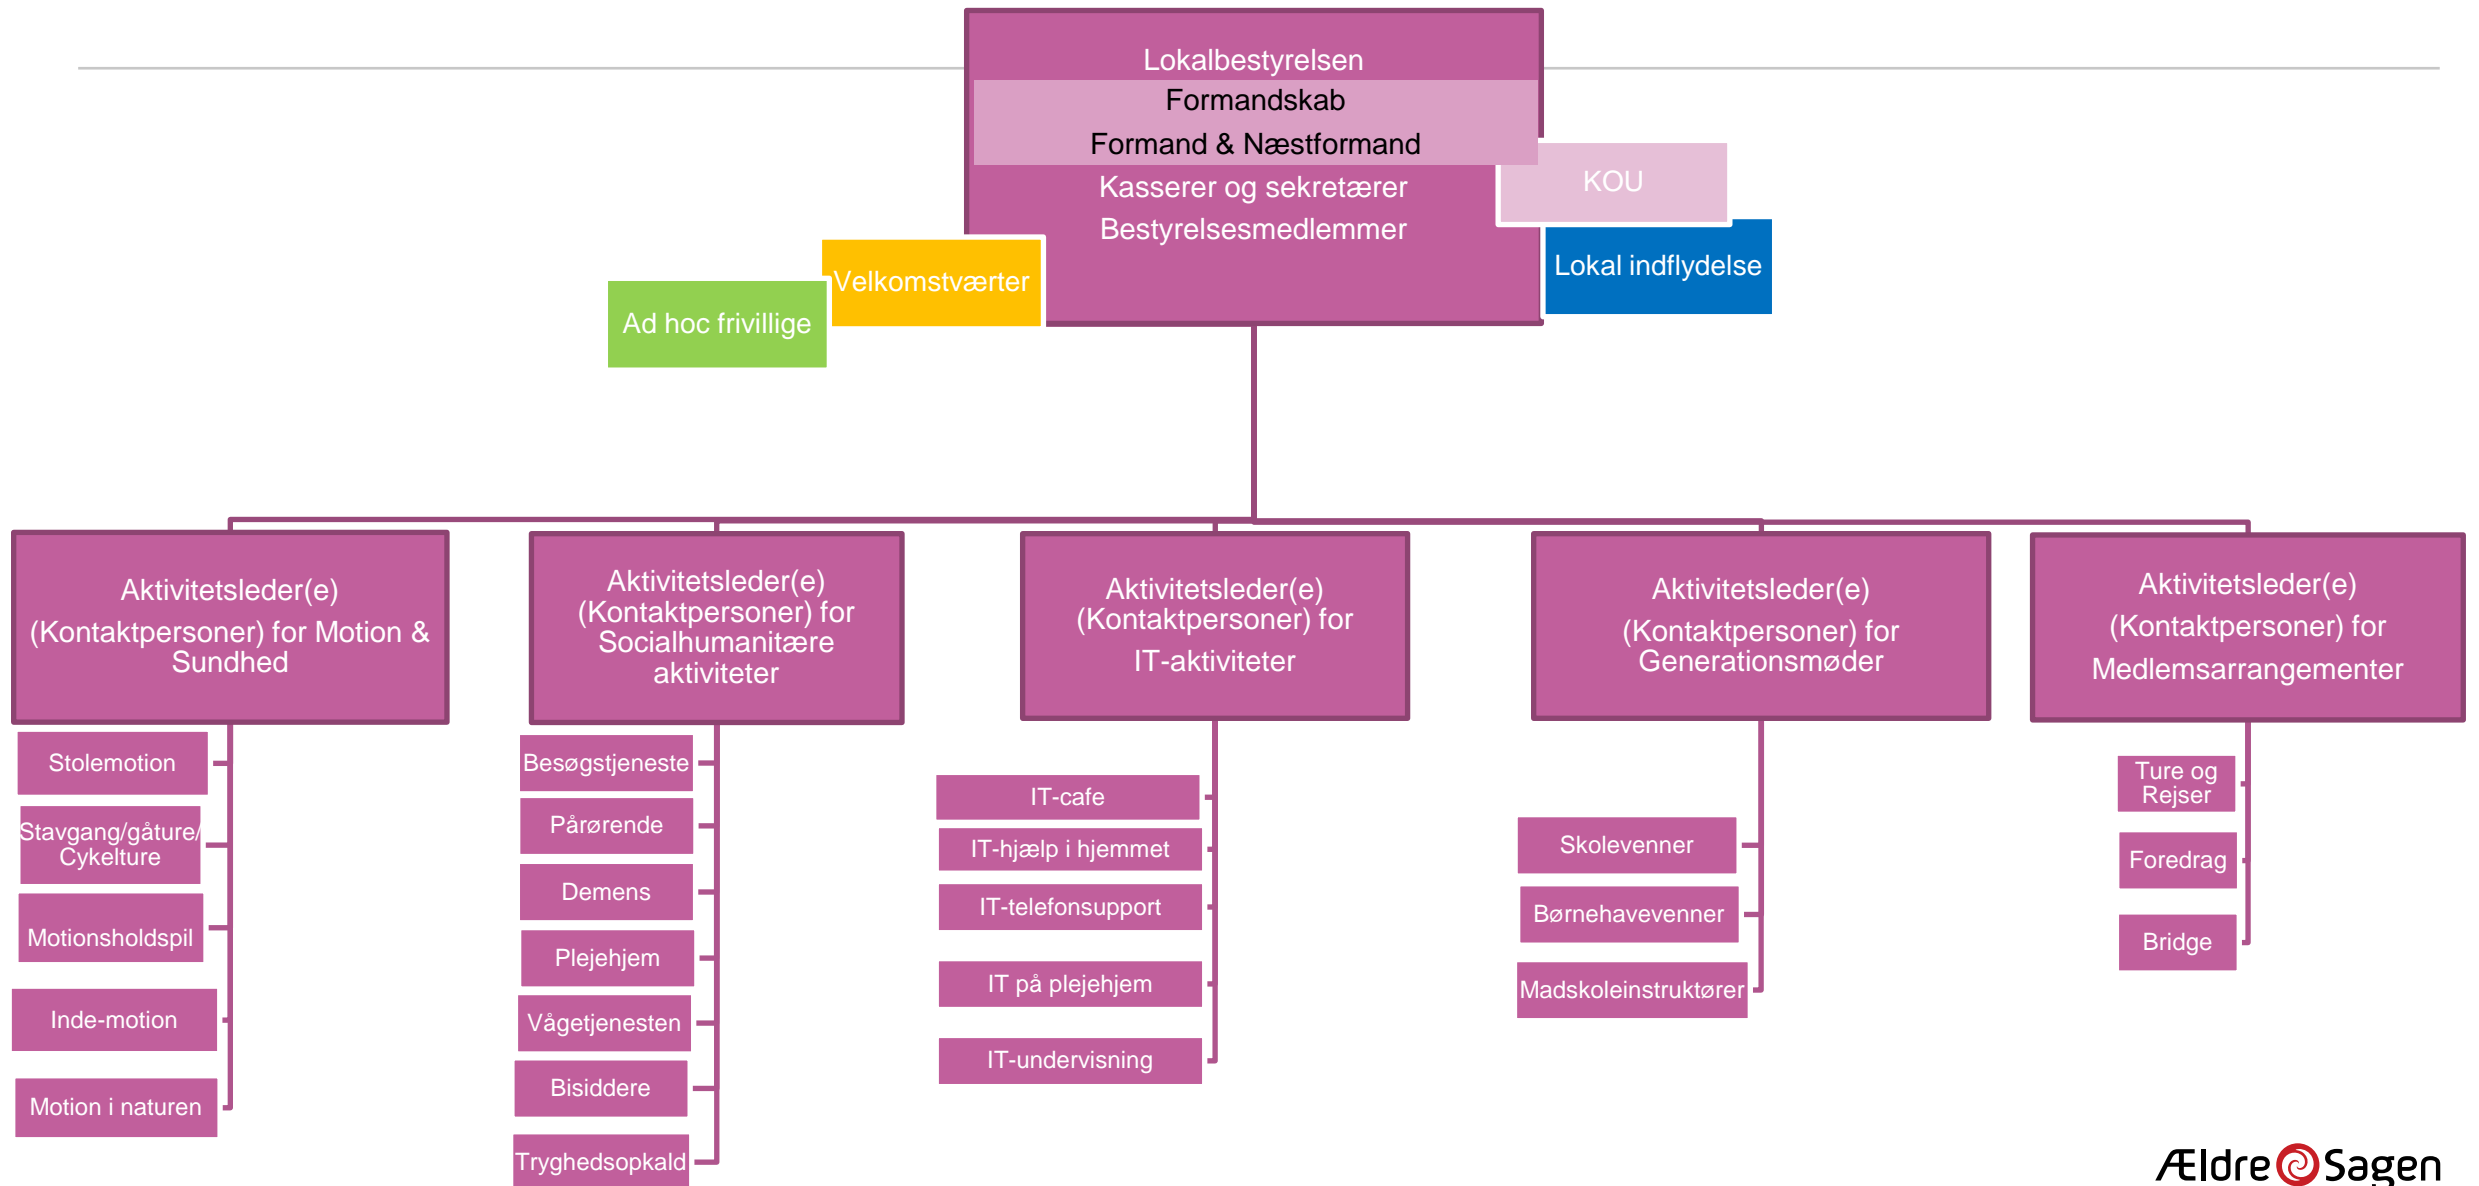 Lokalbestyrelsen
Formandskab
Formand & Næstformand
Kasserer og sekretærer
Bestyrelsesmedlemmer
KOU
Lokal indflydelse
Velkomstværter
Ad hoc frivillige
Aktivitetsleder(e)
(Kontaktpersoner) for Motion &
Sundhed
Stolemotion
Stavgang/gåture/
Cykelture
Motionsholdspil
Inde-motion
Motion i naturen
Aktivitetsleder(e)
(Kontaktpersoner) for
Socialhumanitære
aktiviteter
Besøgstjeneste
Pårørende
Demens
Plejehjem
Vågetjenesten
Bisiddere
Tryghedsopkald
Aktivitetsleder(e)
(Kontaktpersoner) for
IT-aktiviteter
IT-cafe
IT-hjælp i hjemmet
IT-telefonsupport
IT på plejehjem
IT-undervisning
Aktivitetsleder(e)
(Kontaktpersoner) for
Generationsmøder
Skolevenner
Børnehavevenner
Madskoleinstruktører
Aktivitetsleder(e)
(Kontaktpersoner) for
Medlemsarrangementer
Ture og
Rejser
Foredrag
Bridge
Ældre Sagen